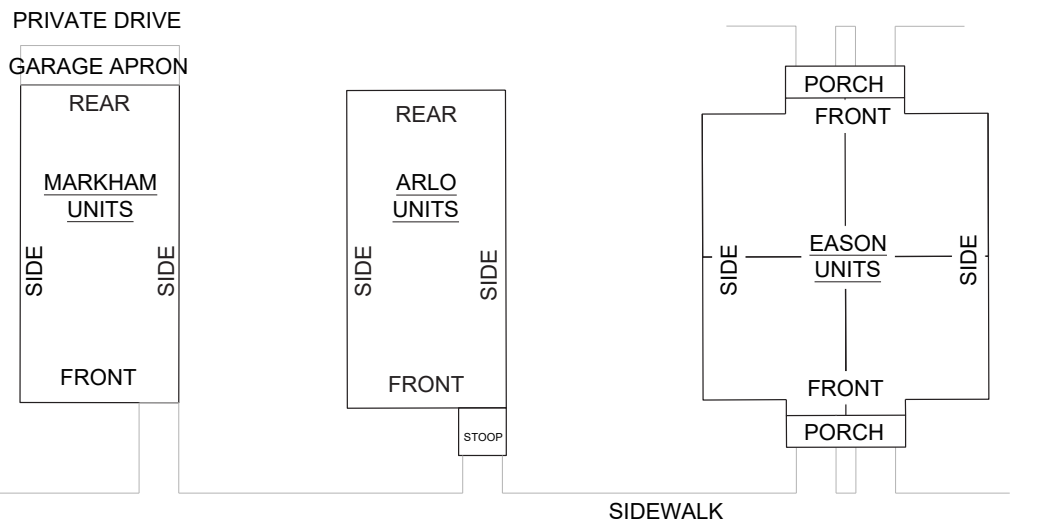 PRIVATE DRIVE
GARAGE APRON
REAR
MARKHAM
UNITS
SIDE
SIDE
FRONT
REAR
ARLO
UNITS
SIDE
SIDE
FRONT
STOOP
PORCH
FRONT
EASON
UNITS
SIDE
SIDE
FRONT
PORCH
SIDEWALK